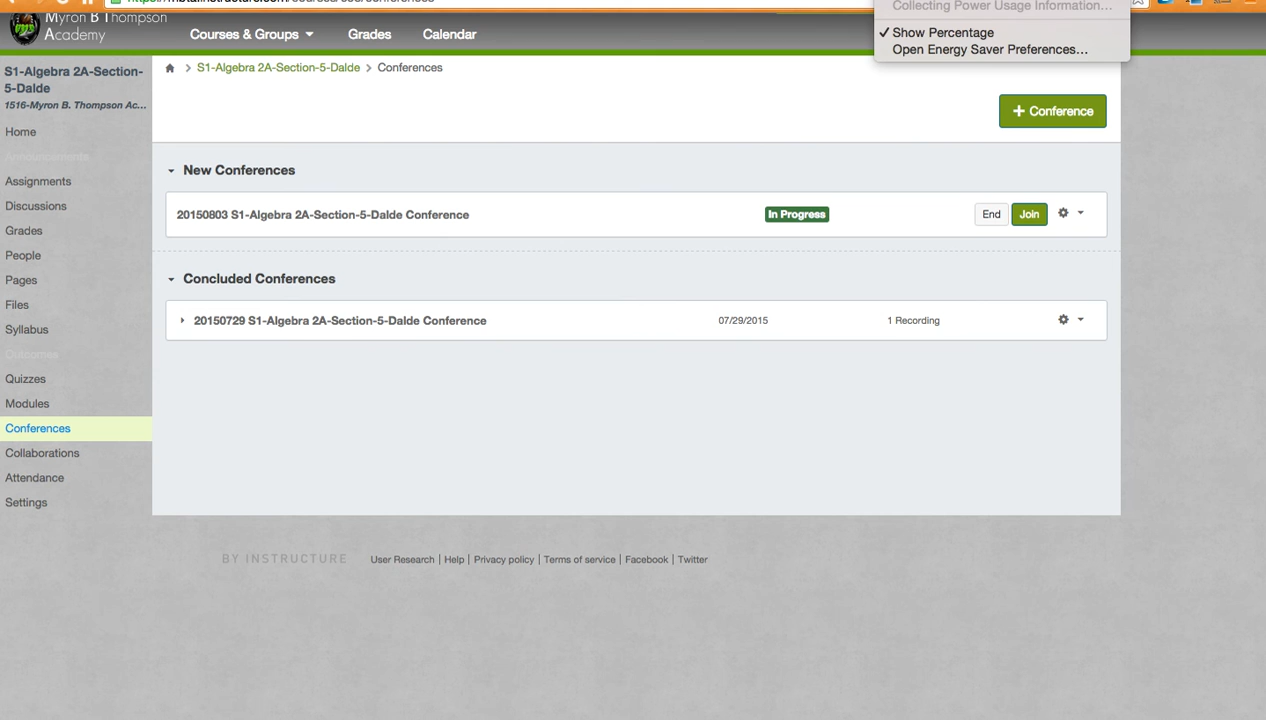 Collecting Power Usage Information...
✓ Show Percentage
Open Energy Saver Preferences...
Myron B Thompson
Academy
Courses & Groups
Grades
Calendar
S1-Algebra 2A-Section-
5-Dalde
1516-Myron B. Thompson Ac...
Home
Announcements
Assignments
Discussions
Grades
People
Pages
Files
Syllabus
Outcomes
Quizzes
Modules
Conferences
Collaborations
Attendance
Settings
S1-Algebra 2A-Section-5-Dalde > Conferences
+ Conference
New Conferences
20150803 S1-Algebra 2A-Section-5-Dalde Conference In Progress End Join
Concluded Conferences
20150729 S1-Algebra 2A-Section-5-Dalde Conference 07/29/2015 1 Recording
BY INSTRUCTURE User Research | Help | Privacy policy | Terms of service | Facebook | Twitter